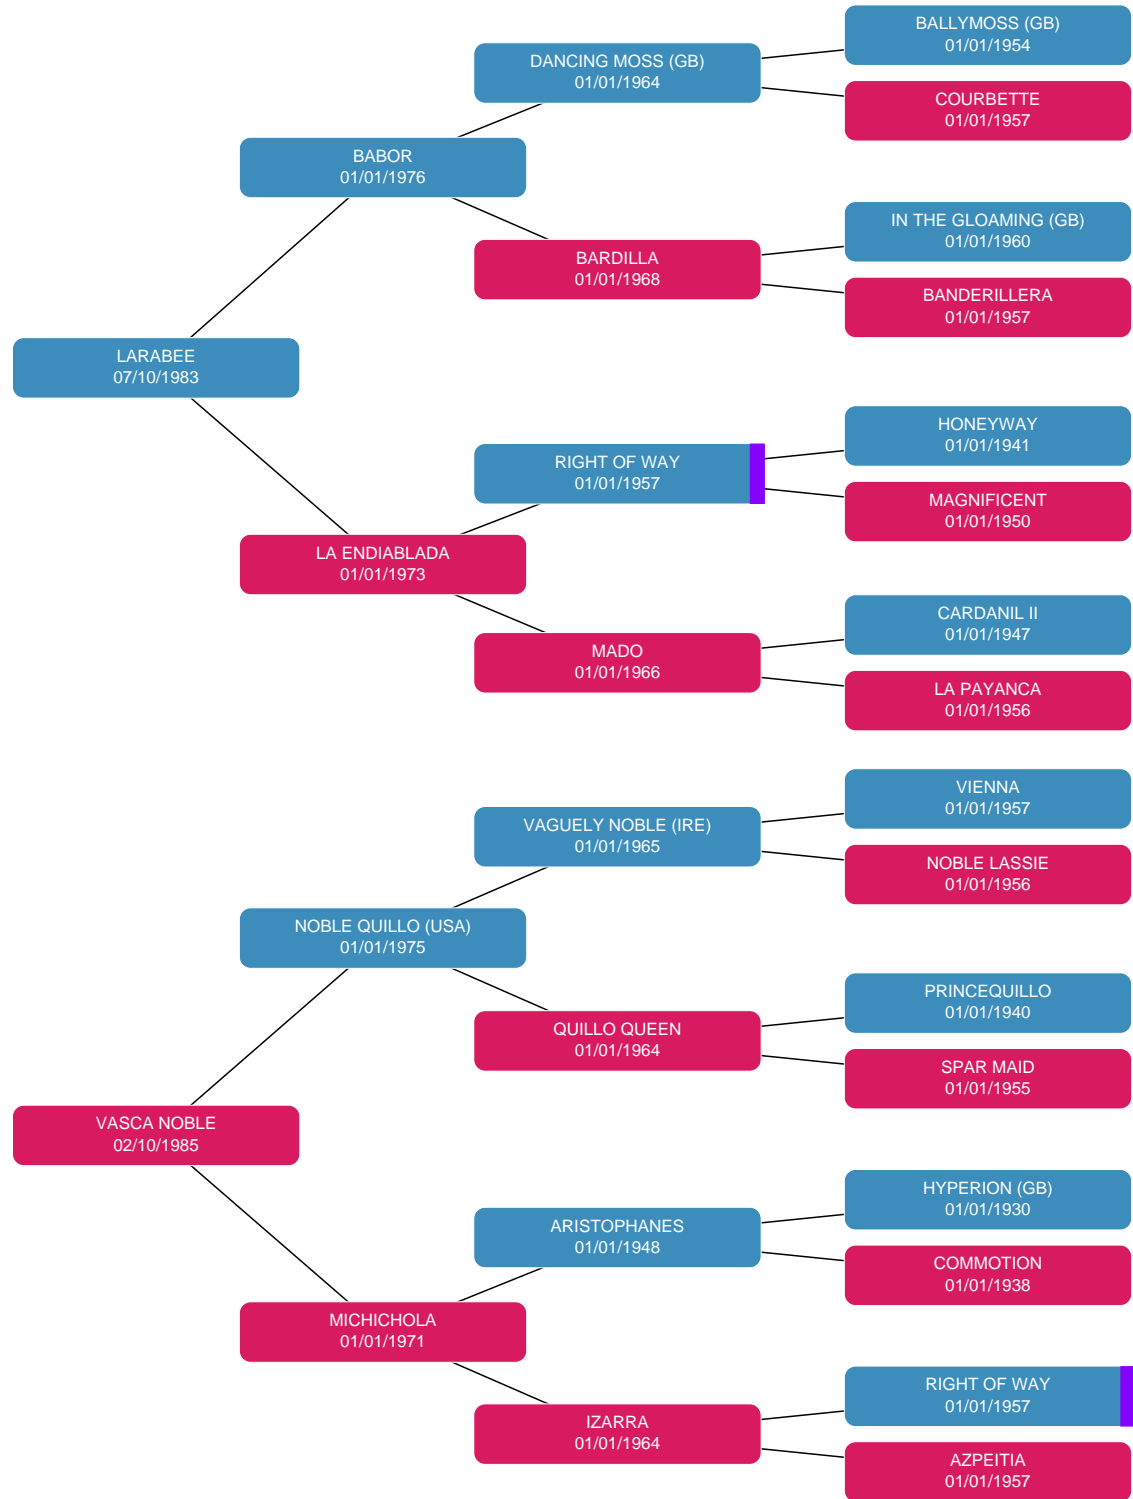 BALLYMOSS (GB)
01/01/1954
DANCING MOSS (GB)
01/01/1964
COURBETTE
01/01/1957
BABOR
01/01/1976
IN THE GLOAMING (GB)
01/01/1960
BARDILLA
01/01/1968
BANDERILLERA
01/01/1957
LARABEE
07/10/1983
HONEYWAY
01/01/1941
RIGHT OF WAY
01/01/1957
MAGNIFICENT
01/01/1950
LA ENDIABLADA
01/01/1973
CARDANIL II
01/01/1947
MADO
01/01/1966
LA PAYANCA
01/01/1956
VIENNA
01/01/1957
VAGUELY NOBLE (IRE)
01/01/1965
NOBLE LASSIE
01/01/1956
NOBLE QUILLO (USA)
01/01/1975
PRINCEQUILLO
01/01/1940
QUILLO QUEEN
01/01/1964
SPAR MAID
01/01/1955
VASCA NOBLE
02/10/1985
HYPERION (GB)
01/01/1930
ARISTOPHANES
01/01/1948
COMMOTION
01/01/1938
MICHICHOLA
01/01/1971
RIGHT OF WAY
01/01/1957
IZARRA
01/01/1964
AZPEITIA
01/01/1957